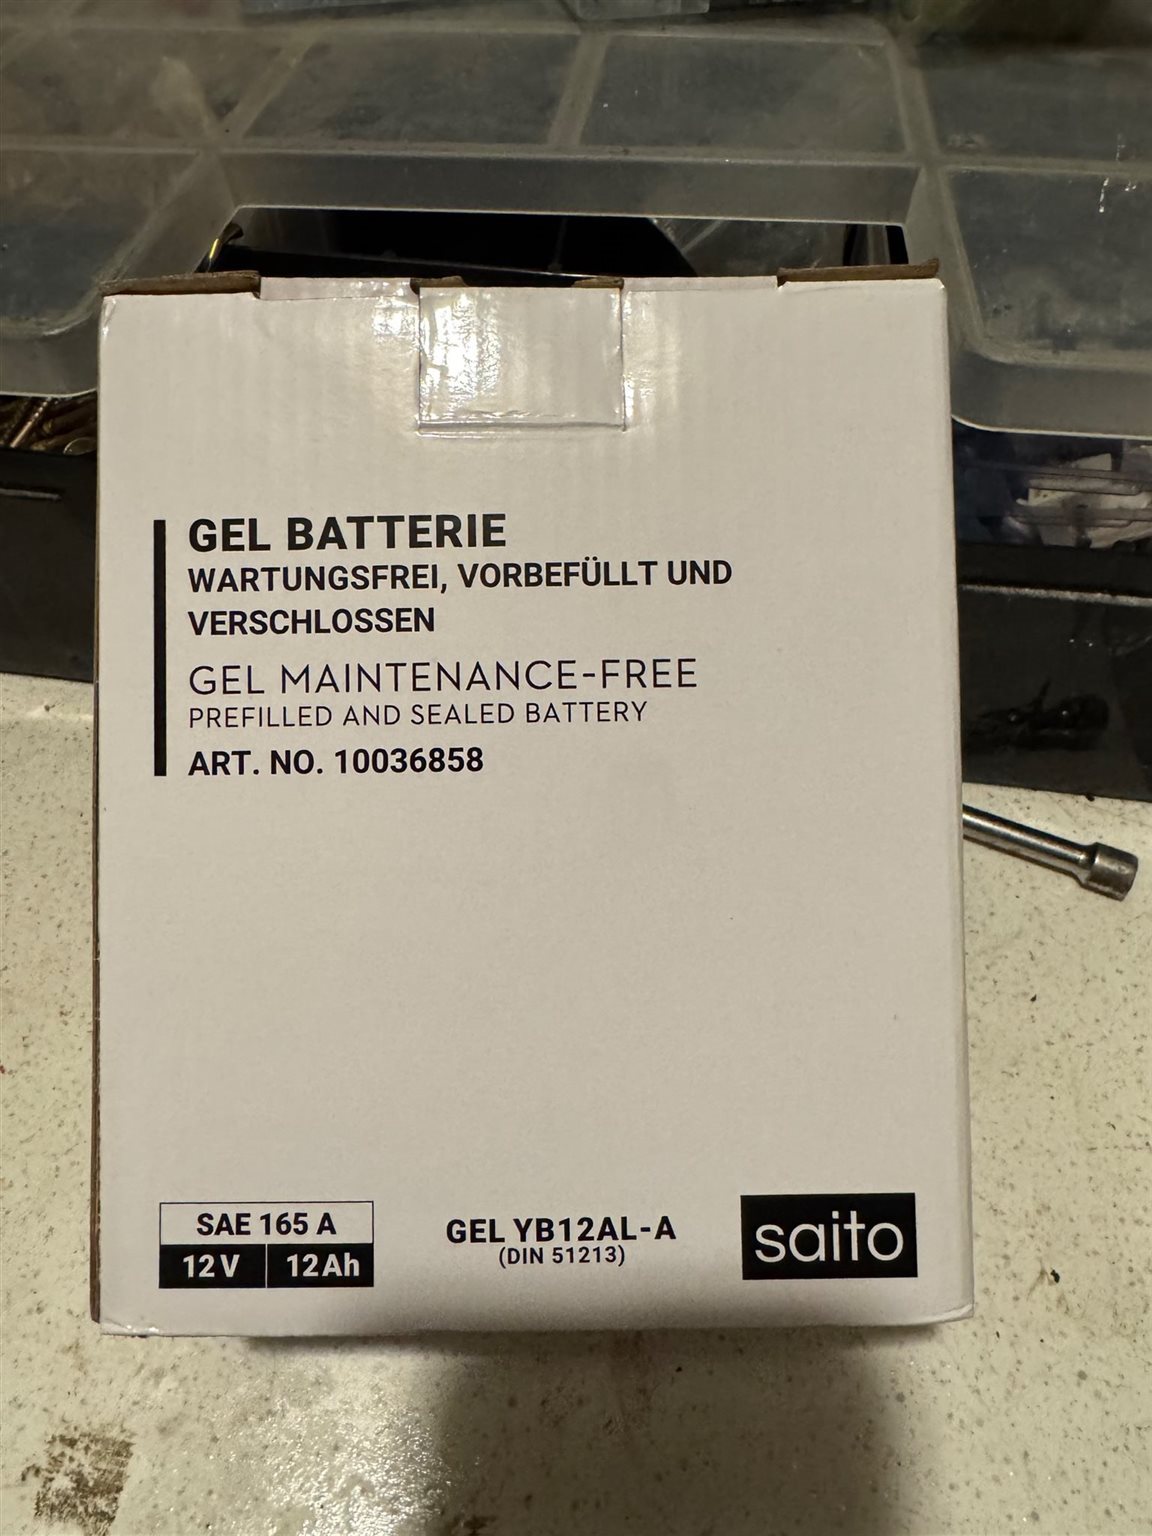 GEL BATTERIE
WARTUNGSFREI, VORBEFÜLLT UND
VERSCHLOSSEN
GEL MAINTENANCE-FREE
PREFILLED AND SEALED BATTERY
ART. NO. 10036858
SAE 165 A
12 V 12 Ah
GEL YB12AL-A
(DIN 51213)
saito